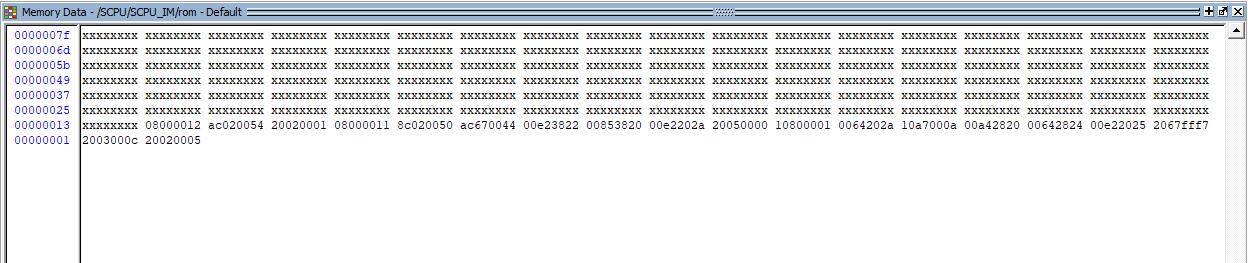 Memory Data - /SCPU/SCPU_IM/rom - Default
0000007f xxxxxxxx xxxxxxxx xxxxxxxx xxxxxxxx xxxxxxxx xxxxxxxx xxxxxxxx xxxxxxxx xxxxxxxx xxxxxxxx xxxxxxxx xxxxxxxx xxxxxxxx xxxxxxxx xxxxxxxx xxxxxxxx xxxxxxxx xxxxxxxx
0000006d xxxxxxxx xxxxxxxx xxxxxxxx xxxxxxxx xxxxxxxx xxxxxxxx xxxxxxxx xxxxxxxx xxxxxxxx xxxxxxxx xxxxxxxx xxxxxxxx xxxxxxxx xxxxxxxx xxxxxxxx xxxxxxxx xxxxxxxx xxxxxxxx
0000005b xxxxxxxx xxxxxxxx xxxxxxxx xxxxxxxx xxxxxxxx xxxxxxxx xxxxxxxx xxxxxxxx xxxxxxxx xxxxxxxx xxxxxxxx xxxxxxxx xxxxxxxx xxxxxxxx xxxxxxxx xxxxxxxx xxxxxxxx xxxxxxxx
00000049 xxxxxxxx xxxxxxxx xxxxxxxx xxxxxxxx xxxxxxxx xxxxxxxx xxxxxxxx xxxxxxxx xxxxxxxx xxxxxxxx xxxxxxxx xxxxxxxx xxxxxxxx xxxxxxxx xxxxxxxx xxxxxxxx xxxxxxxx xxxxxxxx
00000037 xxxxxxxx xxxxxxxx xxxxxxxx xxxxxxxx xxxxxxxx xxxxxxxx xxxxxxxx xxxxxxxx xxxxxxxx xxxxxxxx xxxxxxxx xxxxxxxx xxxxxxxx xxxxxxxx xxxxxxxx xxxxxxxx xxxxxxxx xxxxxxxx
00000025 xxxxxxxx xxxxxxxx xxxxxxxx xxxxxxxx xxxxxxxx xxxxxxxx xxxxxxxx xxxxxxxx xxxxxxxx xxxxxxxx xxxxxxxx xxxxxxxx xxxxxxxx xxxxxxxx xxxxxxxx xxxxxxxx xxxxxxxx xxxxxxxx
00000013 xxxxxxxx 08000012 ac020054 20020001 08000011 8c020050 ac670044 00e23822 00853820 00e2202a 20050000 10800001 0064202a 10a7000a 00a42820 00642824 00e22025 2067fff7
00000001 2003000c 20020005